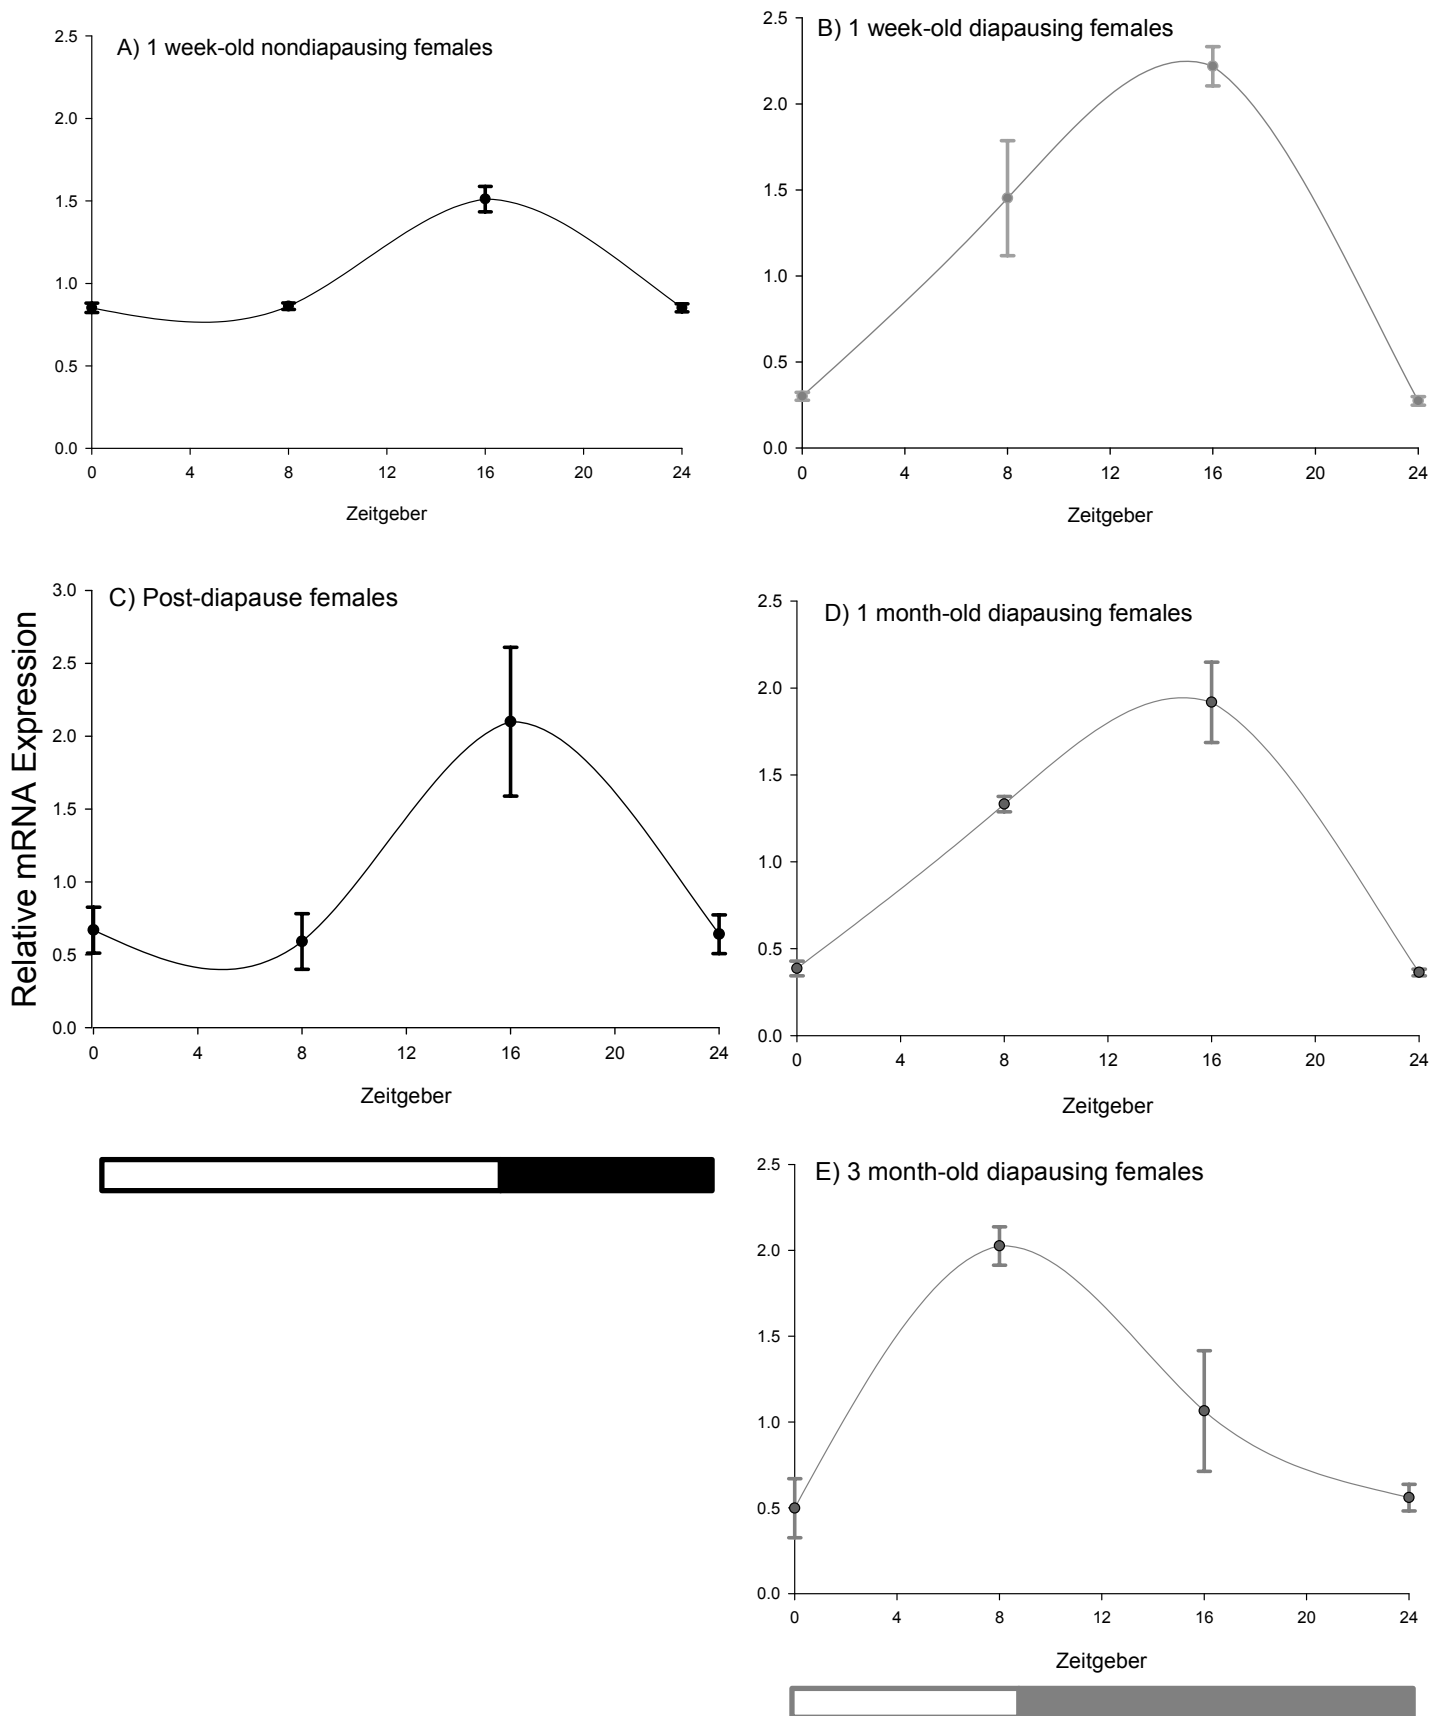 A) 1 week-old nondiapausing females
2.5
2.0
1.5
1.0
0.5
0.0
0 4 8 12 16 20 24
Zeitgeber
B) 1 week-old diapausing females
2.5
2.0
1.5
1.0
0.5
0.0
0 4 8 12 16 20 24
Zeitgeber
Relative mRNA Expression
C) Post-diapause females
3.0
2.5
2.0
1.5
1.0
0.5
0.0
0 4 8 12 16 20 24
Zeitgeber
D) 1 month-old diapausing females
2.5
2.0
1.5
1.0
0.5
0.0
0 4 8 12 16 20 24
Zeitgeber
E) 3 month-old diapausing females
2.5
2.0
1.5
1.0
0.5
0.0
0 4 8 12 16 20 24
Zeitgeber